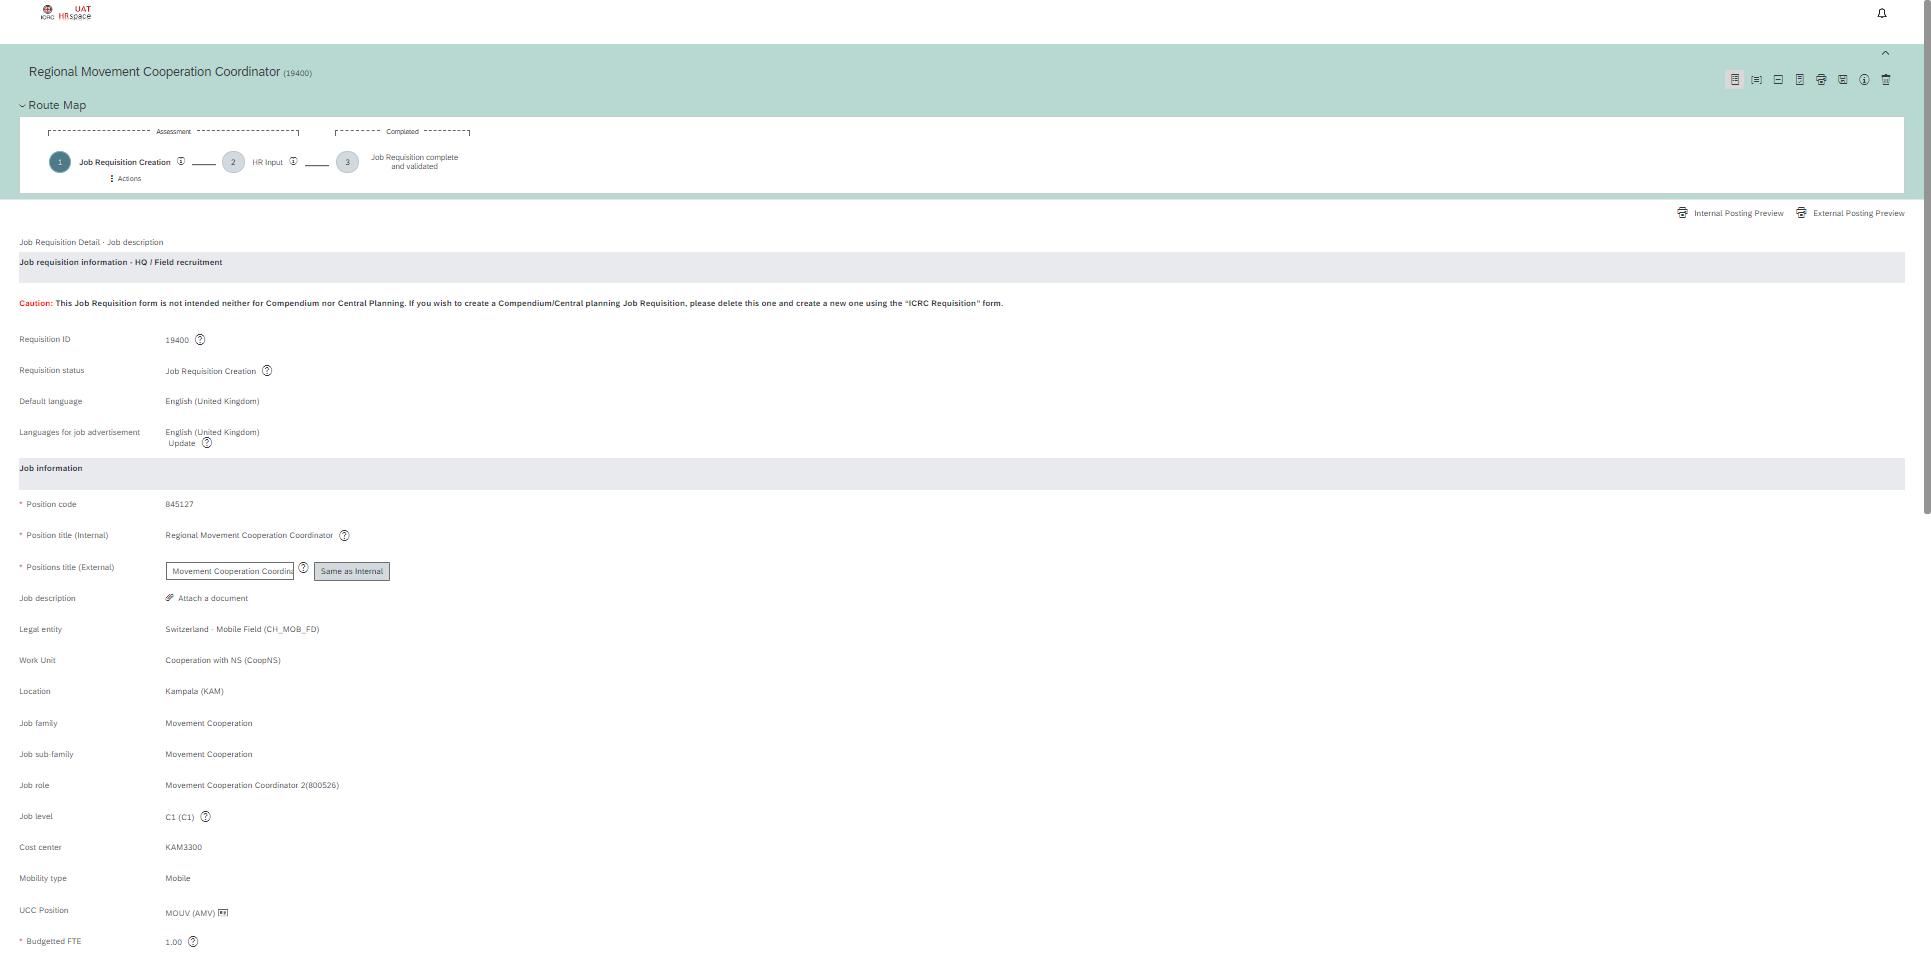 UAT
ICRC HRspace
Regional Movement Cooperation Coordinator (19400)
Route Map
Assessment
Completed
1 Job Requisition Creation
2 HR Input
3 Job Requisition complete
and validated
Actions
Internal Posting Preview External Posting Preview
Job Requisition Detail - Job description
Job requisition information - HQ / Field recruitment
Caution: This Job Requisition form is not intended neither for Compendium nor Central Planning. If you wish to create a Compendium/Central planning Job Requisition, please delete this one and create a new one using the "ICRC Requisition" form.
Requisition ID 19400
Requisition status Job Requisition Creation
Default language English (United Kingdom)
Languages for job advertisement English (United Kingdom)
Update
Job information
* Position code 845127
* Position title (Internal) Regional Movement Cooperation Coordinator
* Positions title (External) Movement Cooperation Coordina Same as Internal
Job description Attach a document
Legal entity Switzerland - Mobile Field (CH_MOB_FD)
Work Unit Cooperation with NS (CoopNS)
Location Kampala (KAM)
Job family Movement Cooperation
Job sub-family Movement Cooperation
Job role Movement Cooperation Coordinator 2(800526)
Job level C1 (C1)
Cost center KAM3300
Mobility type Mobile
UCC Position MOUV (AMV)
* Budgetted FTE 1.00